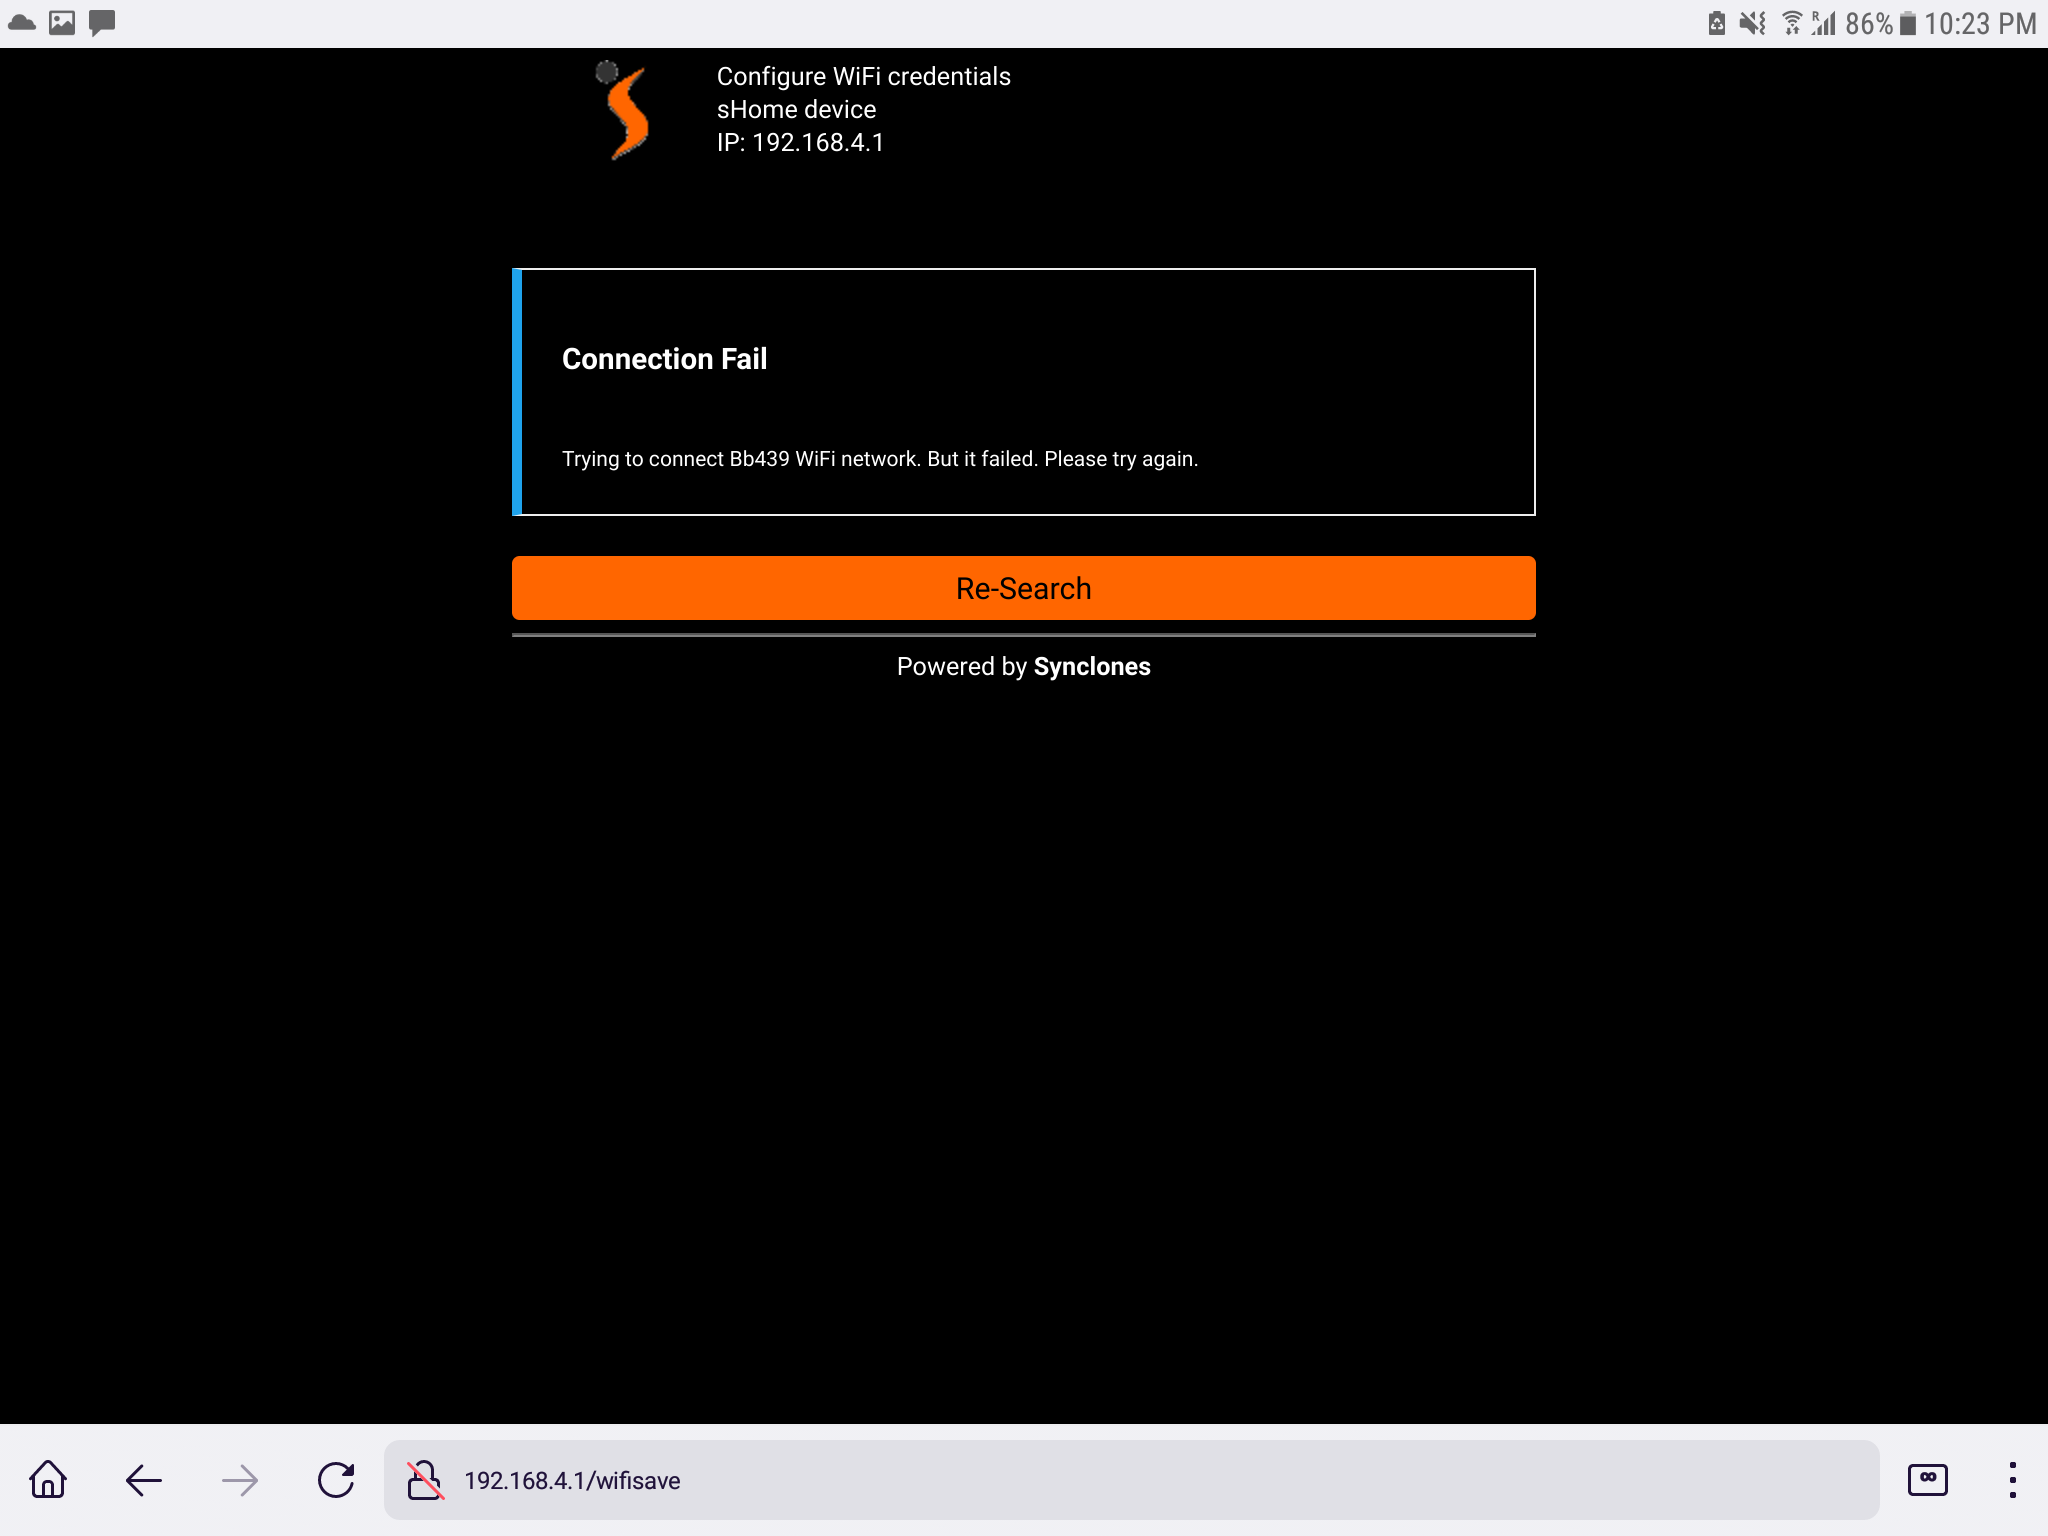 R 86% 10:23 PM
Configure WiFi credentials
sHome device
IP: 192.168.4.1
Connection Fail
Trying to connect Bb439 WiFi network. But it failed. Please try again.
Re-Search
Powered by Synclones
192.168.4.1/wifisave
∞